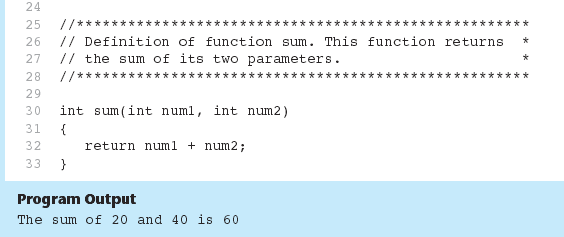 24
25 //*****************************************************
26 // Definition of function sum. This function returns *
27 // the sum of its two parameters. *
28 //*****************************************************
29
30 int sum(int num1, int num2)
31 {
32 return num1 + num2;
33 }
Program Output
The sum of 20 and 40 is 60